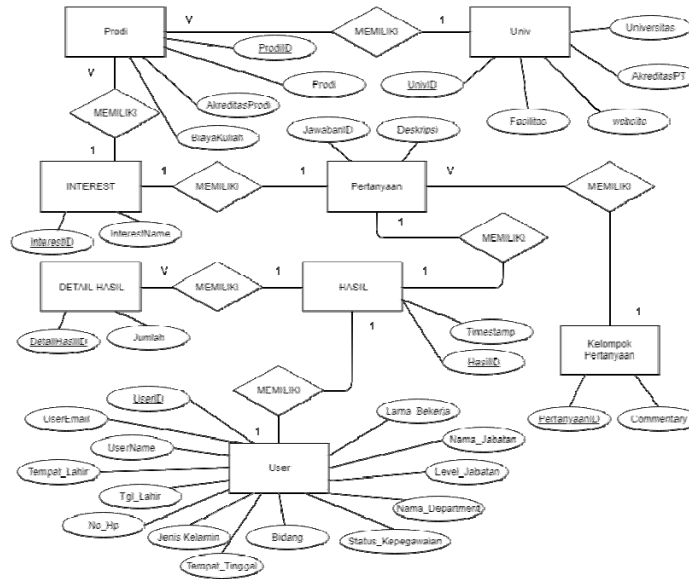 V
1
Prodi
MEMILIKI
Univ
Universitas
ProdiID
V
UnivID
AkreditasPT
Prodi
AkreditasProdi
MEMILIKI
Fasilitas
website
BiayaKuliah
JawabanID
Deskripsi
1
1
1
V
INTEREST
MEMILIKI
Pertanyaan
MEMILIKI
1
InterestID
InterestName
MEMILIKI
V
1
1
DETAIL HASIL
MEMILIKI
HASIL
1
1
Timestamp
DetailHasilID
Jumlah
HasilID
Kelompok
Pertanyaan
MEMILIKI
UserID
Lama_Bekerja
PertanyaanID
Commentary
UserEmail
1
UserName
Nama_Jabatan
User
Tempat_Lahir
Level_Jabatan
Tgl_Lahir
Nama_Department
No_Hp
Jenis Kelamin
Bidang
Status_Kepegawaian
Tempat_Tinggal